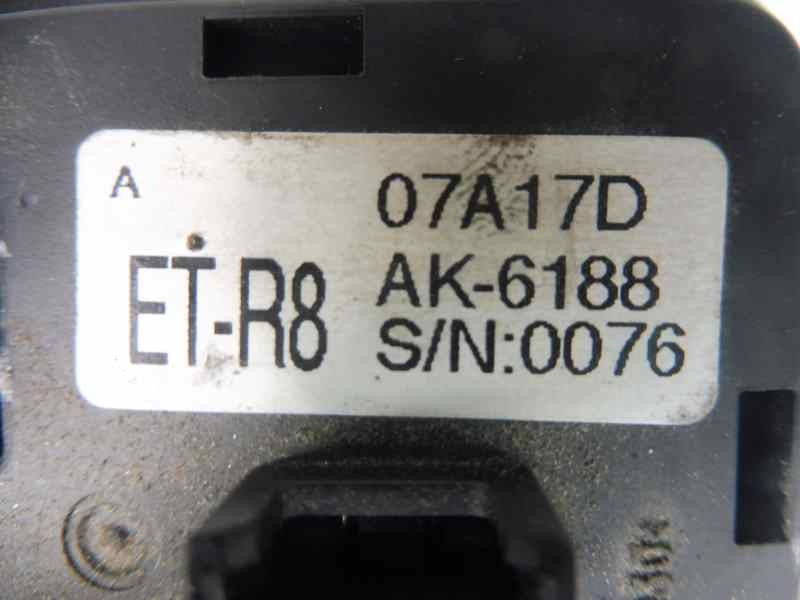 A
07A17D
ET-R8
AK-6188
S/N:0076